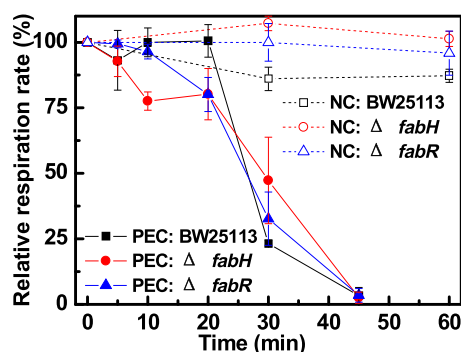 Relative respiration rate (%)
100
75
50
25
0
NC: BW25113
NC: Δ fabH
NC: Δ fabR
PEC: BW25113
PEC: Δ fabH
PEC: Δ fabR
0 10 20 30 40 50 60
Time (min)